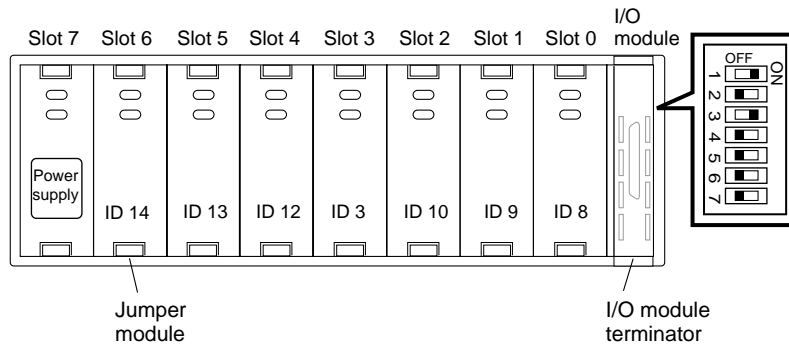 I/O
module
Slot 7 Slot 6 Slot 5 Slot 4 Slot 3 Slot 2 Slot 1 Slot 0
OFF
ON
1
2
3
4
5
6
7
Power
supply
ID 14 ID 13 ID 12 ID 3 ID 10 ID 9 ID 8
Jumper
module
I/O module
terminator